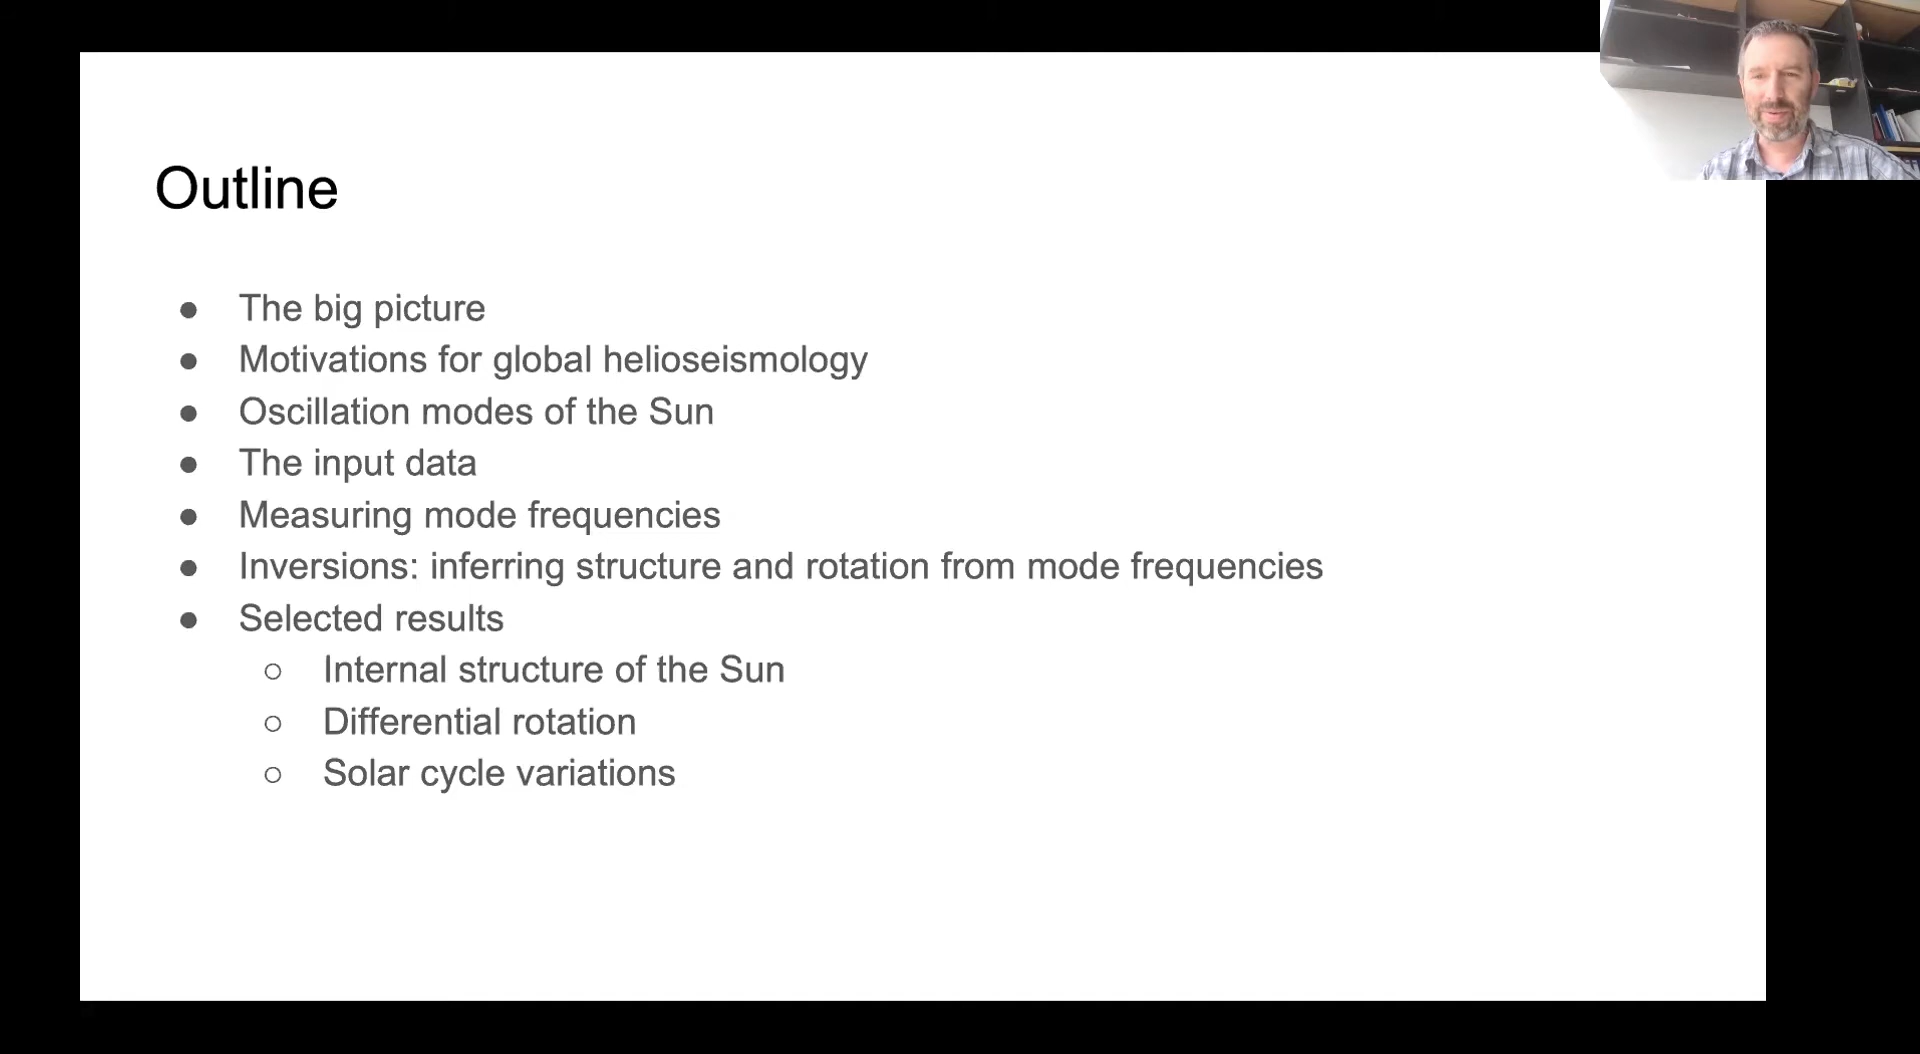 Outline
● The big picture
● Motivations for global helioseismology
● Oscillation modes of the Sun
● The input data
● Measuring mode frequencies
● Inversions: inferring structure and rotation from mode frequencies
● Selected results
○ Internal structure of the Sun
○ Differential rotation
○ Solar cycle variations